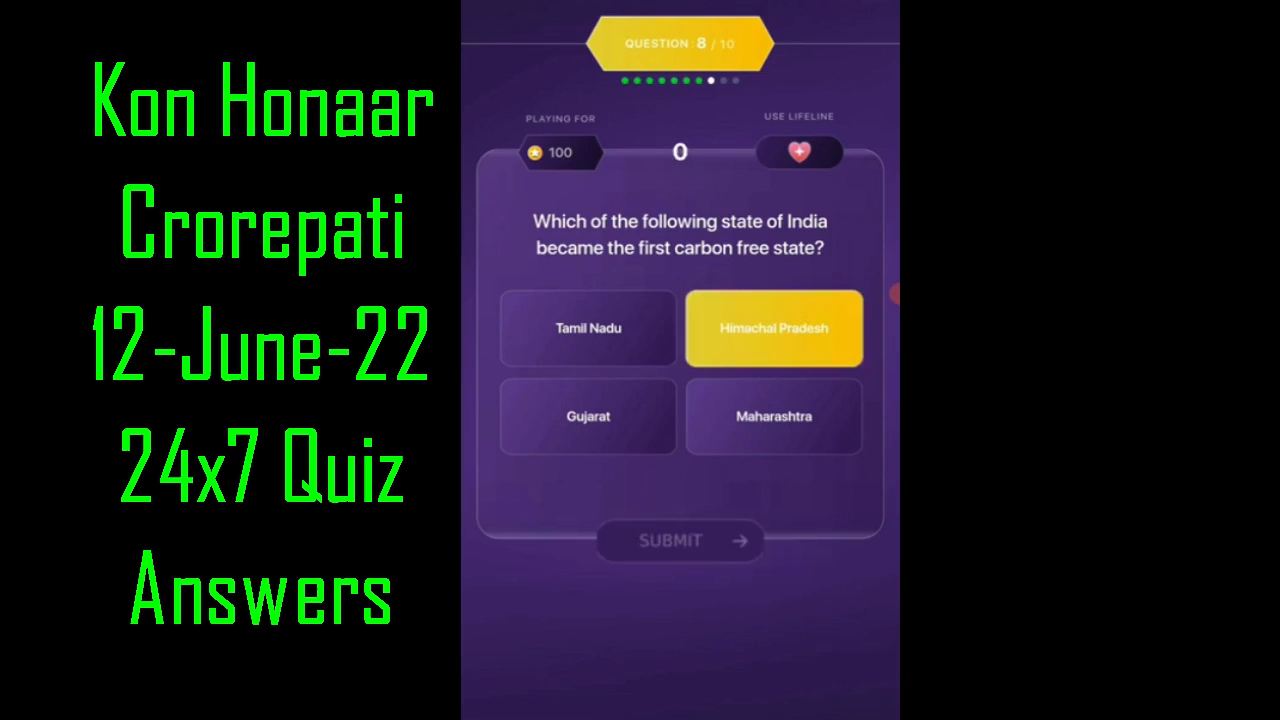 Kon Honaar
Crorepati
12-June-22
24x7 Quiz
Answers
QUESTION : 8 / 10
PLAYING FOR
USE LIFELINE
100
0
Which of the following state of India
became the first carbon free state?
Tamil Nadu
Himachal Pradesh
Gujarat
Maharashtra
SUBMIT →